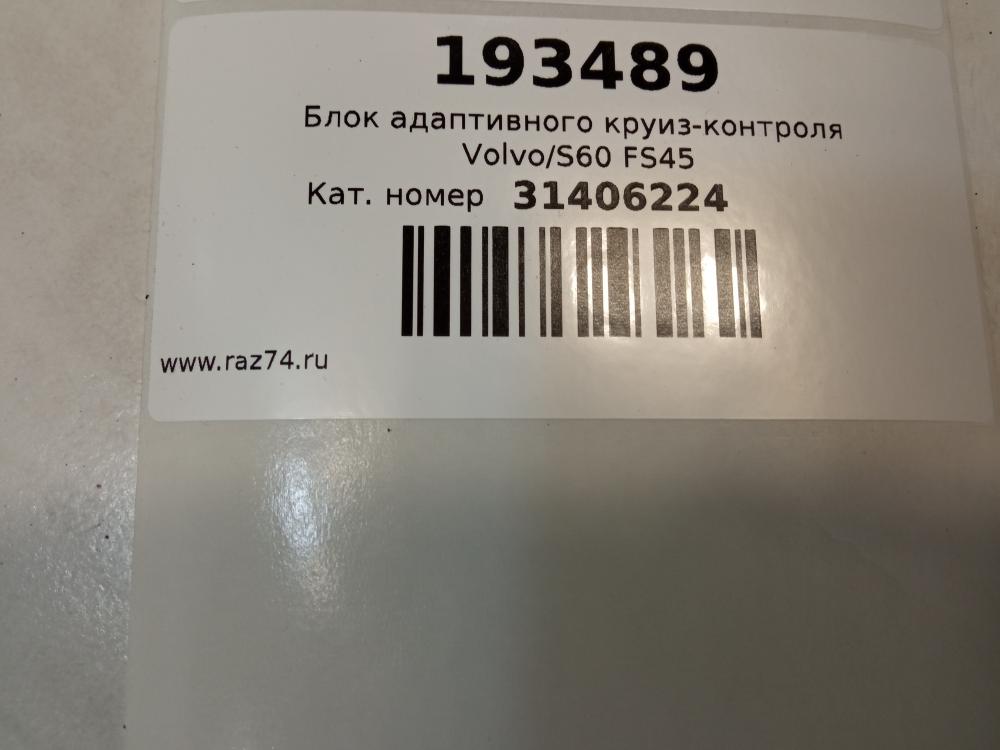 193489
Блок адаптивного круиз-контроля
Volvo/S60 FS45
Кат. номер 31406224
www.raz74.ru